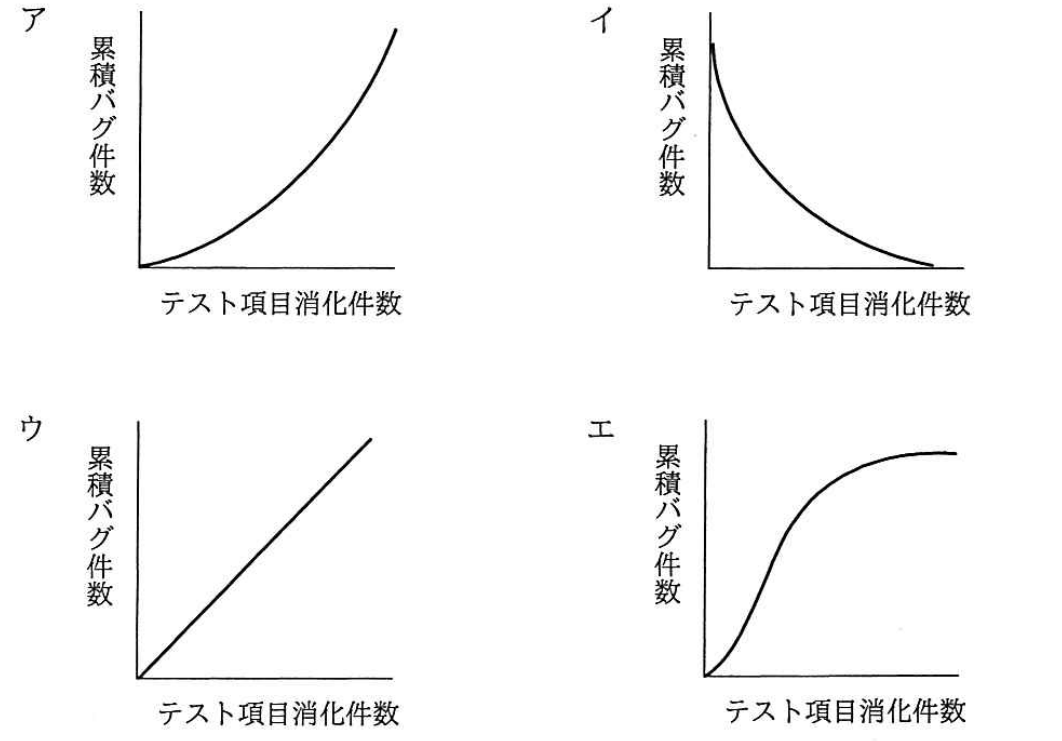 ア
累積バグ件数
テスト項目消化件数
イ
累積バグ件数
テスト項目消化件数
ウ
累積バグ件数
テスト項目消化件数
エ
累積バグ件数
テスト項目消化件数